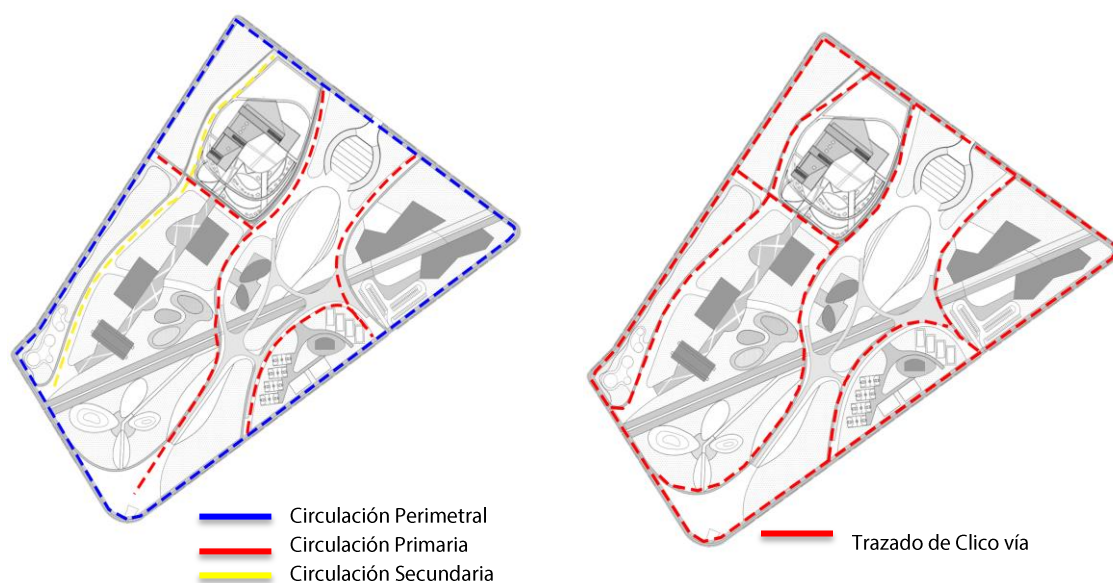 Circulación Perimetral
Circulación Primaria
Circulación Secundaria
Trazado de Clico vía